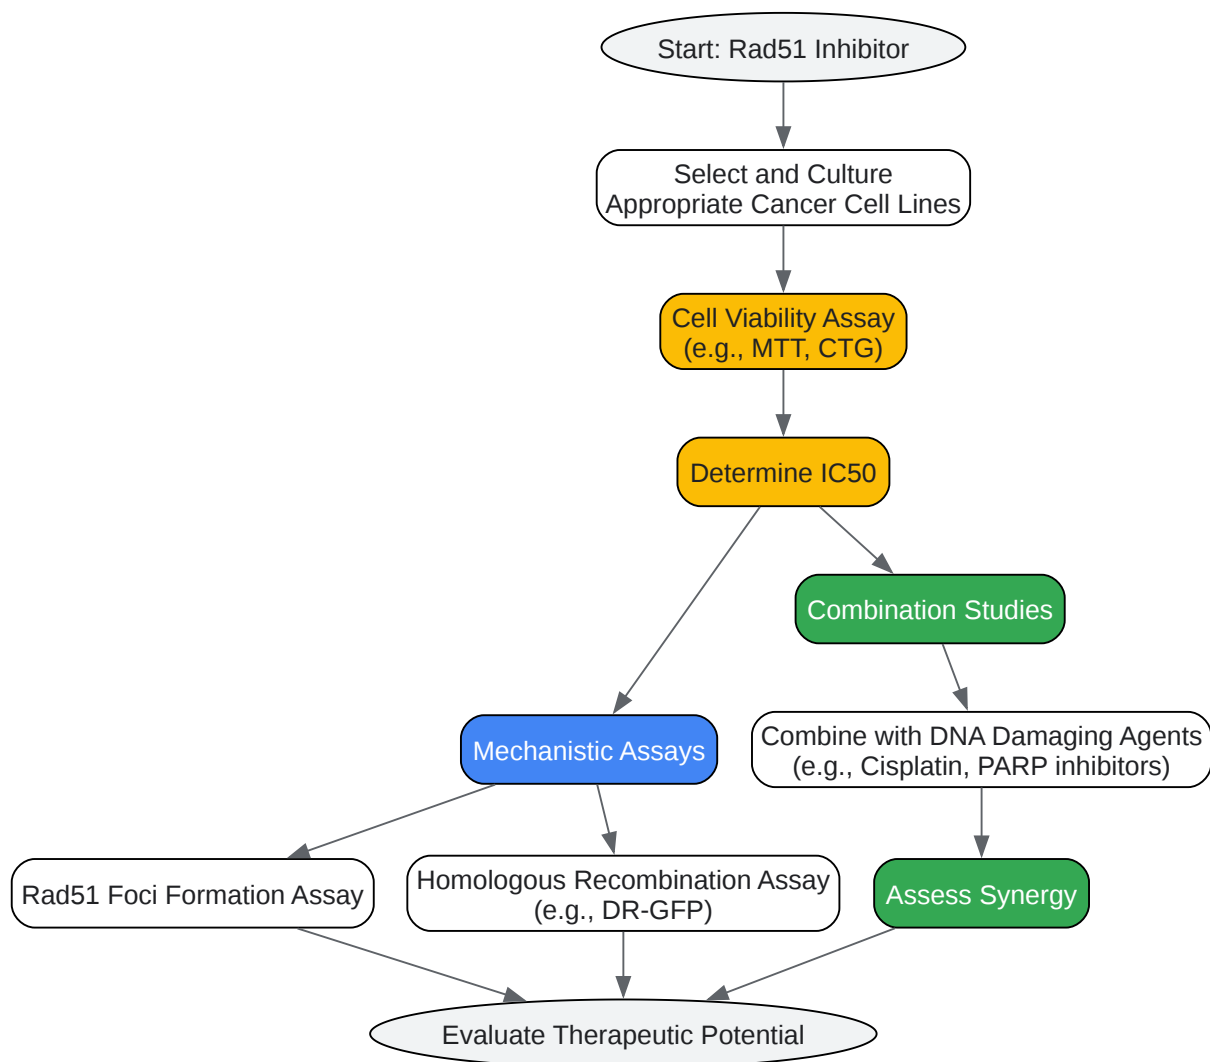 Start: Rad51 Inhibitor
Select and Culture
Appropriate Cancer Cell Lines
Cell Viability Assay
(e.g., MTT, CTG)
Determine IC50
Combination Studies
Mechanistic Assays
Combine with DNA Damaging Agents
(e.g., Cisplatin, PARP inhibitors)
Rad51 Foci Formation Assay
Homologous Recombination Assay
(e.g., DR-GFP)
Assess Synergy
Evaluate Therapeutic Potential